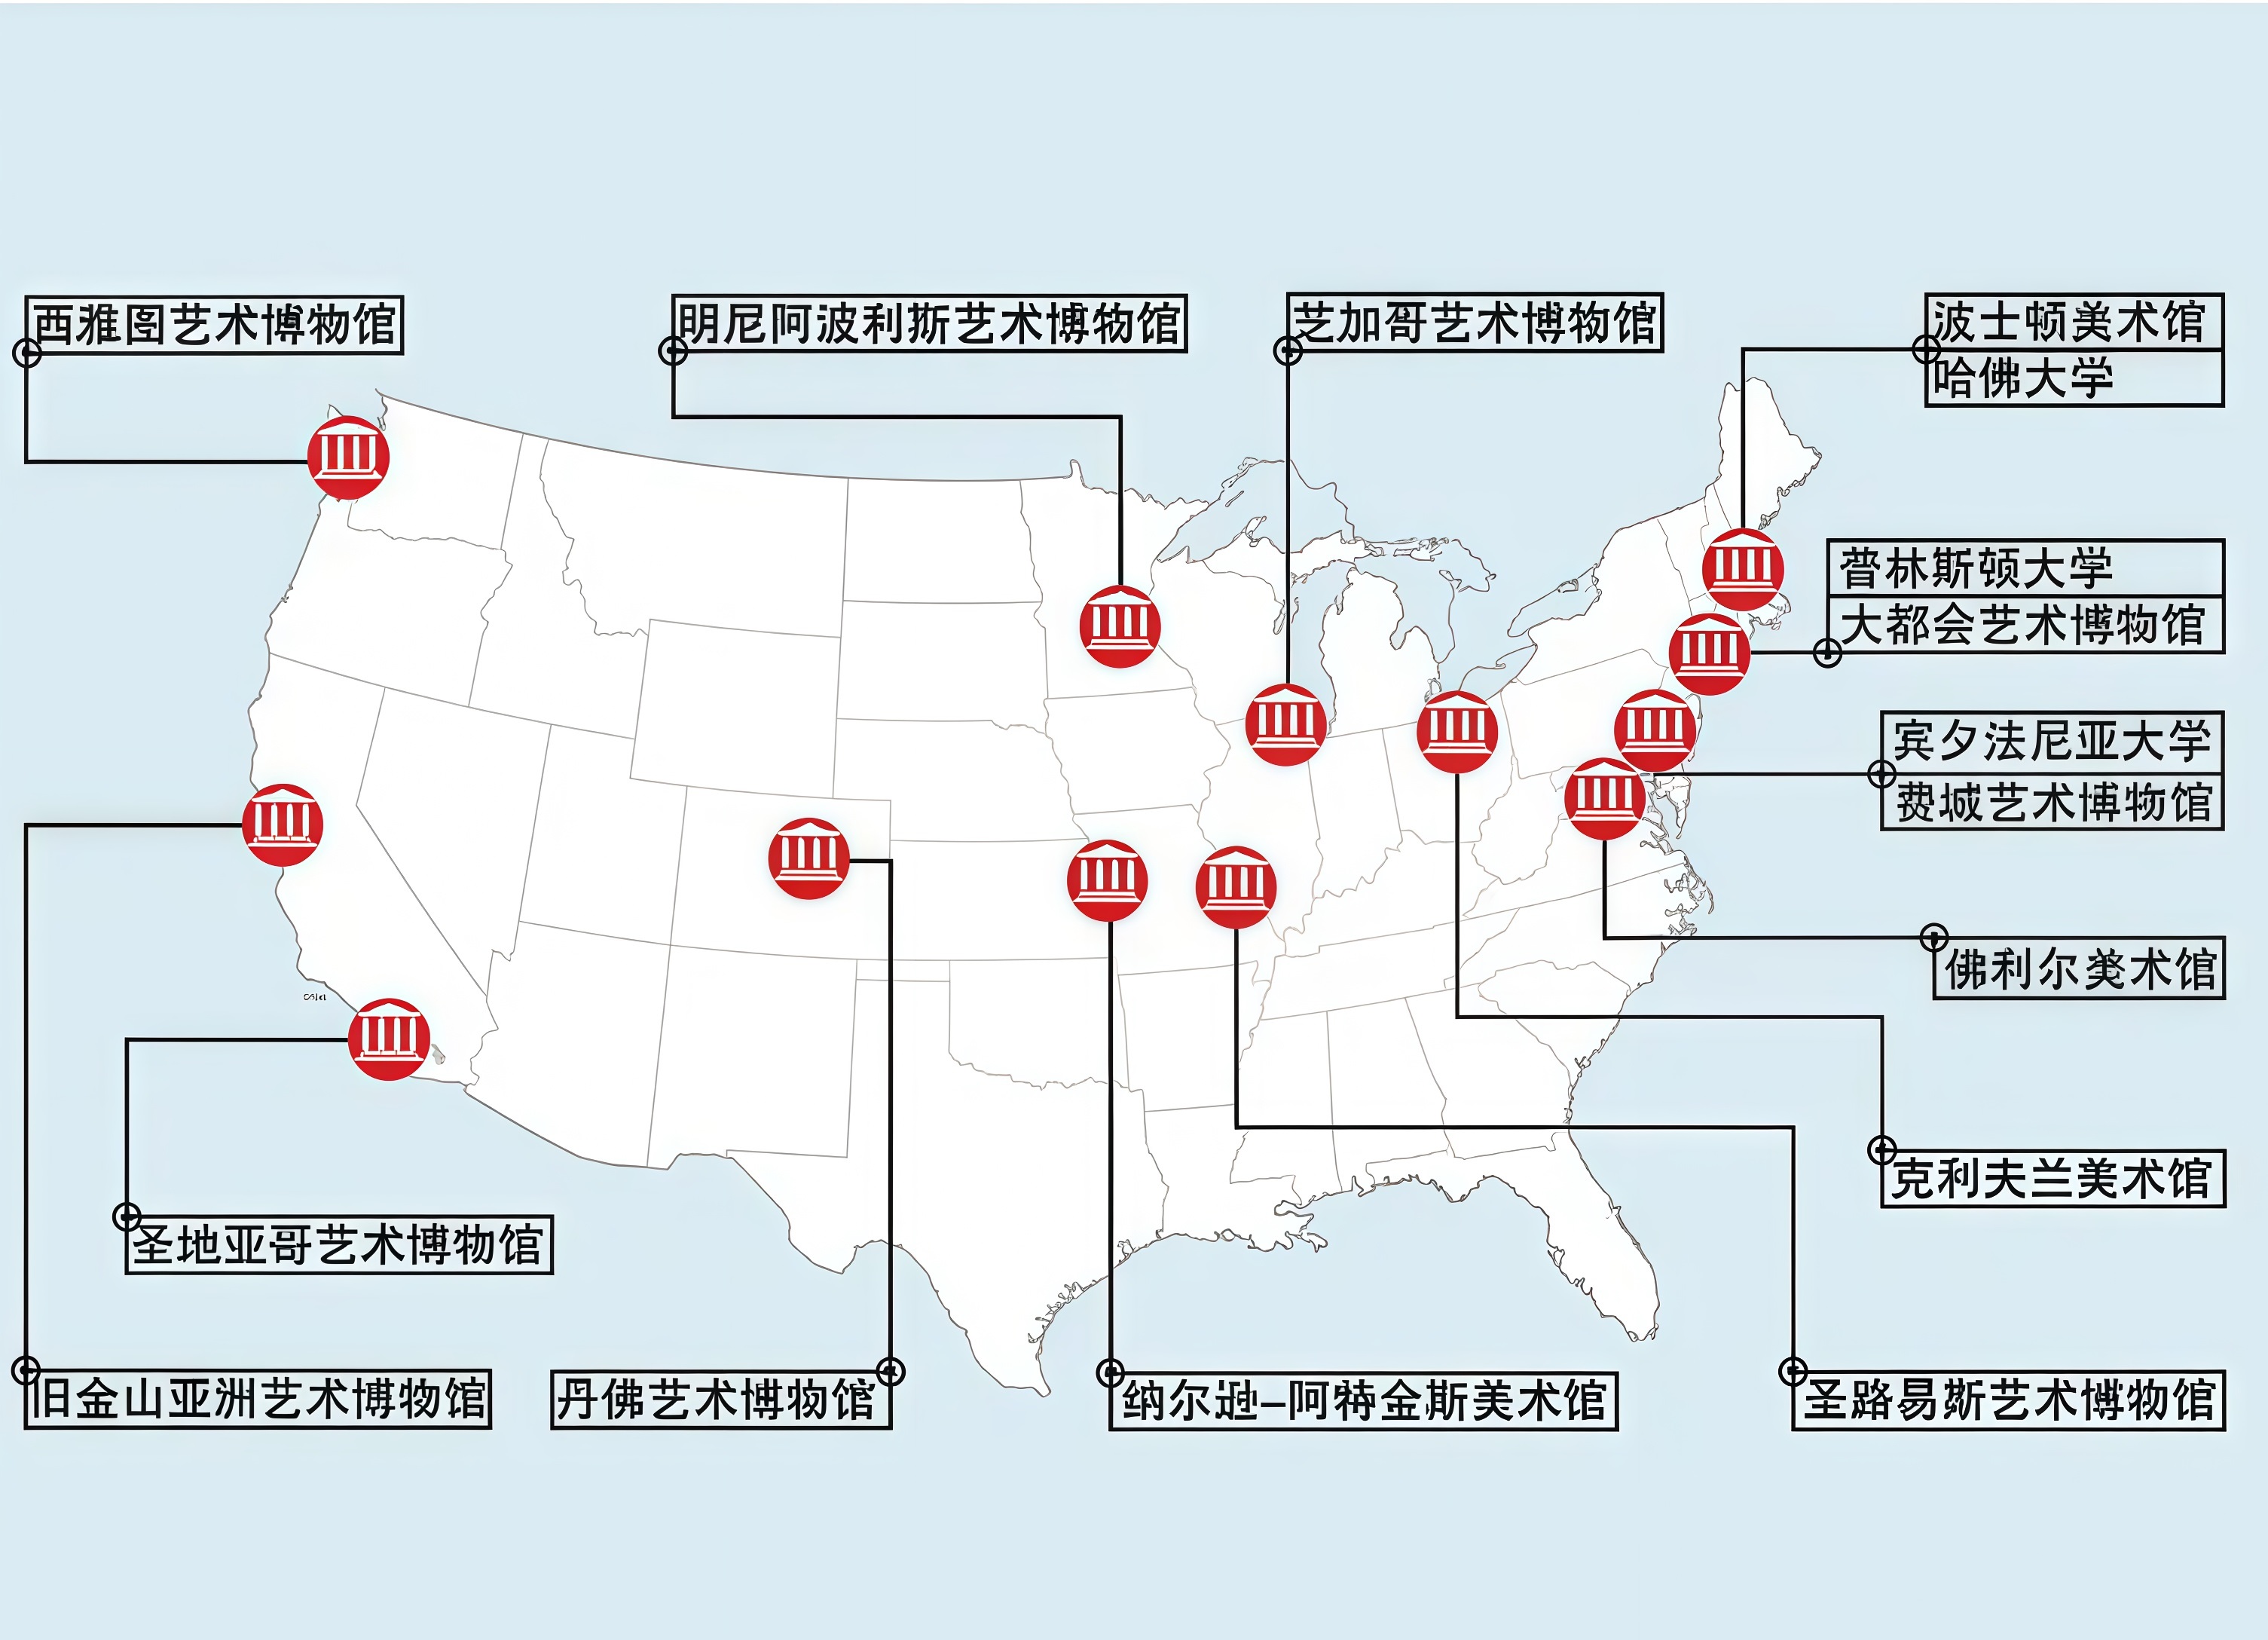 西雅图艺术博物馆
明尼阿波利斯艺术博物馆
芝加哥艺术博物馆
波士顿美术馆
哈佛大学
普林斯顿大学
大都会艺术博物馆
宾夕法尼亚大学
费城艺术博物馆
佛利尔美术馆
克利夫兰美术馆
圣地亚哥艺术博物馆
旧金山亚洲艺术博物馆
丹佛艺术博物馆
纳尔逊–阿特金斯美术馆
圣路易斯艺术博物馆